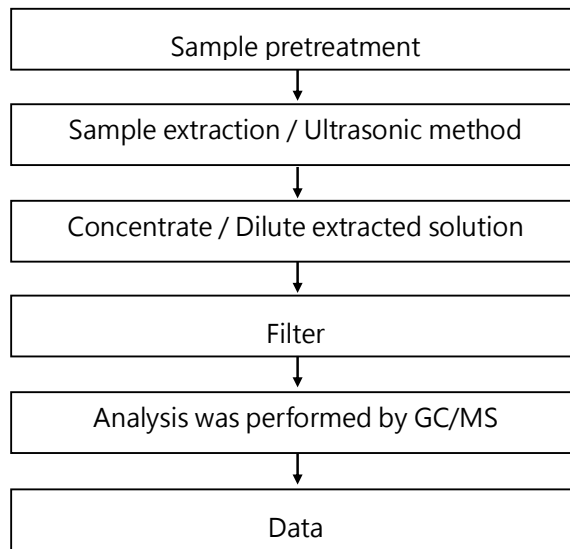 Sample pretreatment
Sample extraction / Ultrasonic method
Concentrate / Dilute extracted solution
Filter
Analysis was performed by GC/MS
Data